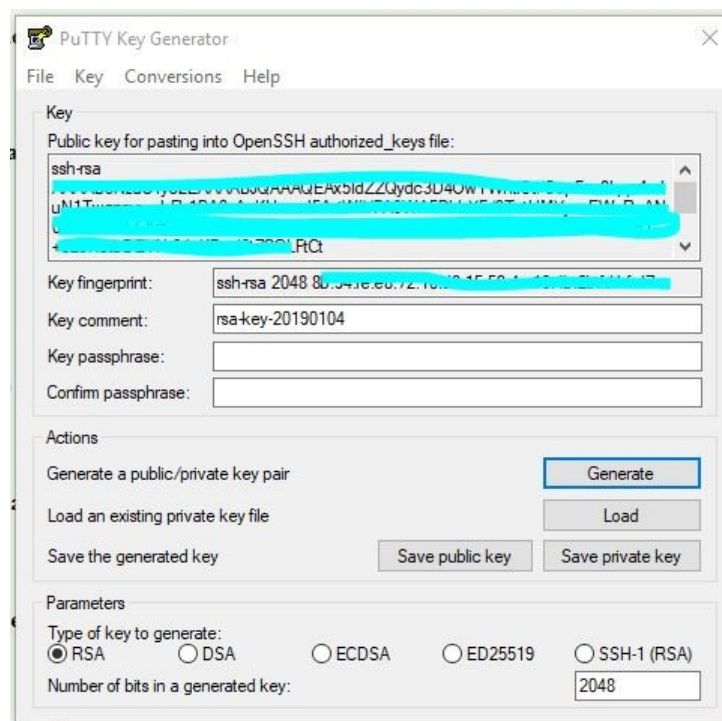 PuTTY Key Generator
File Key Conversions Help
Key
Public key for pasting into OpenSSH authorized_keys file:
ssh-rsa
Key fingerprint: ssh-rsa 2048
Key comment: rsa-key-20190104
Key passphrase:
Confirm passphrase:
Actions
Generate a public/private key pair Generate
Load an existing private key file Load
Save the generated key Save public key Save private key
Parameters
Type of key to generate:
RSA DSA ECDSA ED25519 SSH-1 (RSA)
Number of bits in a generated key: 2048